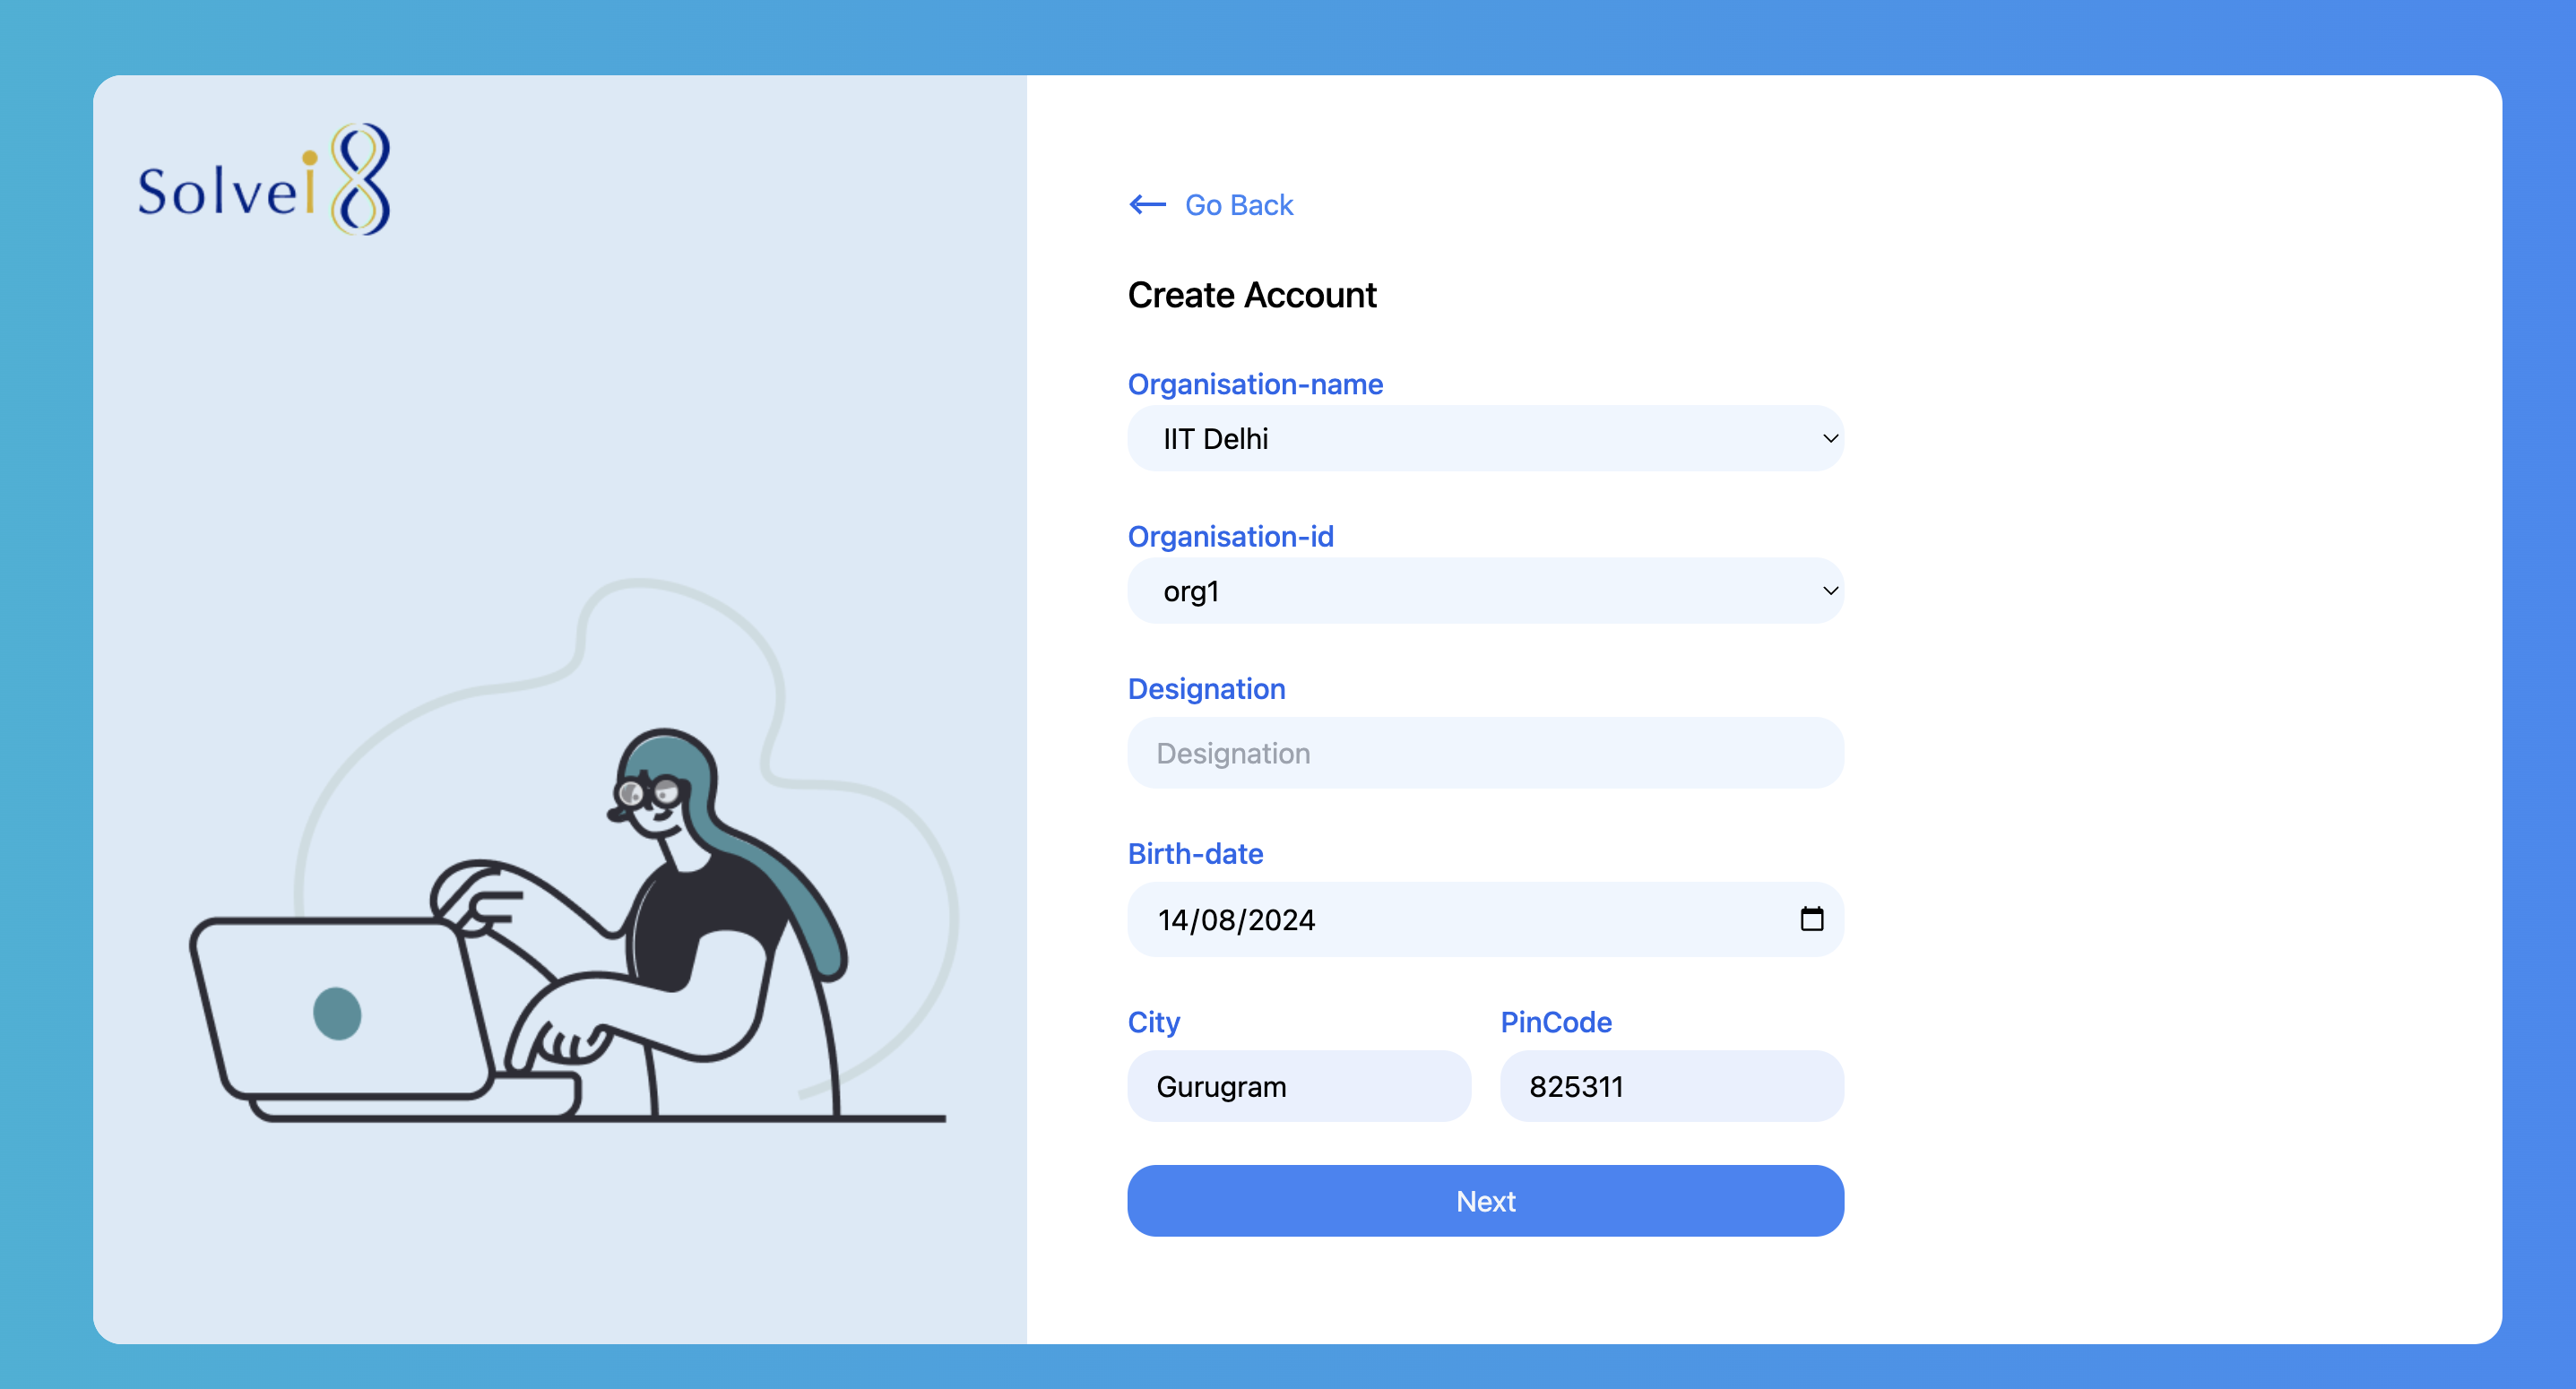 Solvei8
Go Back
Create Account
Organisation-name
IIT Delhi
Organisation-id
org1
Designation
Designation
Birth-date
14/08/2024
City PinCode
Gurugram 825311
Next